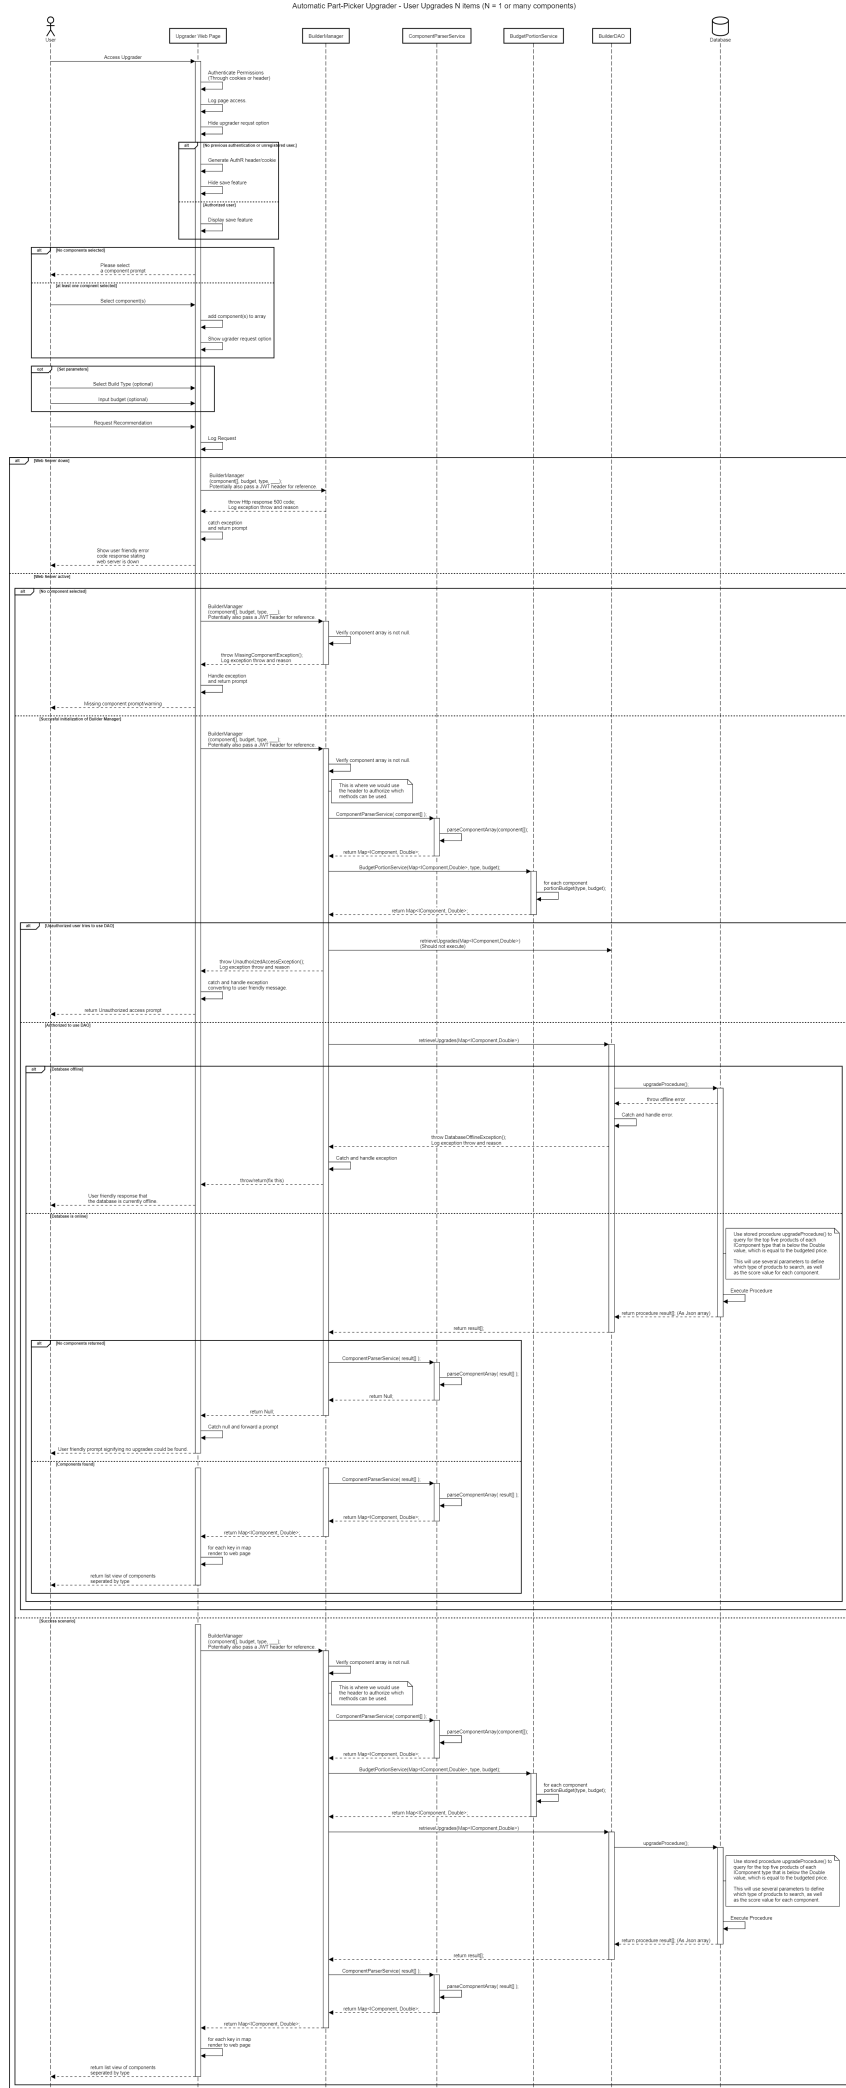 Automatic Part-Picker Upgrader - User Upgrades N items (N = 1 or many components)
User
Upgrader Web Page
BuilderManager
ComponentParserService
BudgetPortionService
BuilderDAO
Database
Access Upgrader
Authenticate Permissions
(Through cookies or header)
Log page access
Hide upgrader requst option
alt
[No previous authentication or unregistered user.]
Generate AuthR header/cookie
Hide save feature
[Authorized user]
Display save feature
alt
[No components selected]
Please select
a component prompt
[at least one compnent selected]
Select component(s)
add component(s) to array
Show ugrader request option
[Set parameters]
Select Build Type (optional)
Input budget (optional)
Request Recommendation
Log Request
alt
[Web Server down]
BuilderManager
(component[], budget, type, ___);
Potentially also pass a JWT header for reference.
throw Http response 500 code;
Log exception throw and reason
catch exception
and return prompt
Show user friendly error
code response stating
web server is down
[Web Server active]
alt
[No component selected]
BuilderManager
(component[], budget, type, ___);
Potentially also pass a JWT header for reference.
Verify component array is not null.
throw MissingComponentException();
Log exception throw and reason
Handle exception
and return prompt
Missing component prompt/warning
[Succesful initialization of Builder Manager]
BuilderManager
(component[], budget, type, ___);
Potentially also pass a JWT header for reference.
Verify component array is not null.
This is where we would use
the header to authorize which
methods can be used.
ComponentParserService( component[] );
parseComponentArray(component[]);
return Map<IComponent, Double>;
BudgetPortionService(Map<IComponent,Double>, type, budget);
for each component
portionBudget(type, budget);
return Map<IComponent, Double>;
alt
[Unauthorized user tries to use DAO]
retrieveUpgrades(Map<IComponent,Double>)
(Should not execute)
throw UnauthorizedAccessException();
Log exception throw and reason
catch and handle exception
converting to user friendly message.
return Unauthorized access prompt
[Authorized to use DAO]
retrieveUpgrades(Map<IComponent,Double>)
alt
[Database offline]
upgradeProcedure();
throw offline error
Catch and handle error.
throw DatabaseOfflineException();
Log exception throw and reason
Catch and handle exception
throw/return(fix this)
User friendly response that
the database is currently offline.
[Database is online]
Use stored procedure upgradeProcedure() to
query for the top five products of each
IComponent type that is below the Double
value, which is equal to the budgeted price.
This will use several parameters to define
which type of products to search, as well
as the score value for each component
Execute Procedure
return procedure result[]; (As Json array)
return result[];
alt
[No components returned]
ComponentParserService( result[] );
parseComopnentArray( result[] );
return Null;
return Null;
Catch null and forward a prompt
User friendly prompt signifying no upgrades could be found
[Components found]
ComponentParserService( result[] );
parseComopnentArray( result[] );
return Map<IComponent, Double>;
return Map<IComponent, Double>;
for each key in map
render to web page
return list view of components
seperated by type
[Success scenario]
BuilderManager
(component[], budget, type, ___);
Potentially also pass a JWT header for reference.
Verify component array is not null.
This is where we would use
the header to authorize which
methods can be used.
ComponentParserService( component[] );
parseComponentArray(component[]);
return Map<IComponent, Double>;
BudgetPortionService(Map<IComponent,Double>, type, budget);
for each component
portionBudget(type, budget);
return Map<IComponent, Double>;
retrieveUpgrades(Map<IComponent,Double>)
upgradeProcedure();
Use stored procedure upgradeProcedure() to
query for the top five products of each
IComponent type that is below the Double
value, which is equal to the budgeted price.
This will use several parameters to define
which type of products to search, as well
as the score value for each component
Execute Procedure
return procedure result[]; (As Json array)
return result[];
ComponentParserService( result[] );
parseComopnentArray( result[] );
return Map<IComponent, Double>;
return Map<IComponent, Double>;
for each key in map
render to web page
return list view of components
seperated by type